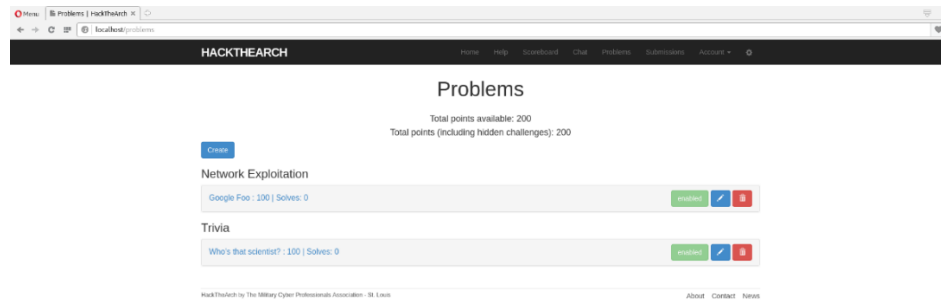 Menu Problems | HackTheArch
localhost/problems
HACKTHEARCH Home Help Scoreboard Chat Problems Submissions Account
Problems
Total points available: 200
Total points (including hidden challenges): 200
Create
Network Exploitation
Google Foo : 100 | Solves: 0 enabled
Trivia
Who's that scientist? : 100 | Solves: 0 enabled
HackTheArch by The Military Cyber Professionals Association - St. Louis About Contact News